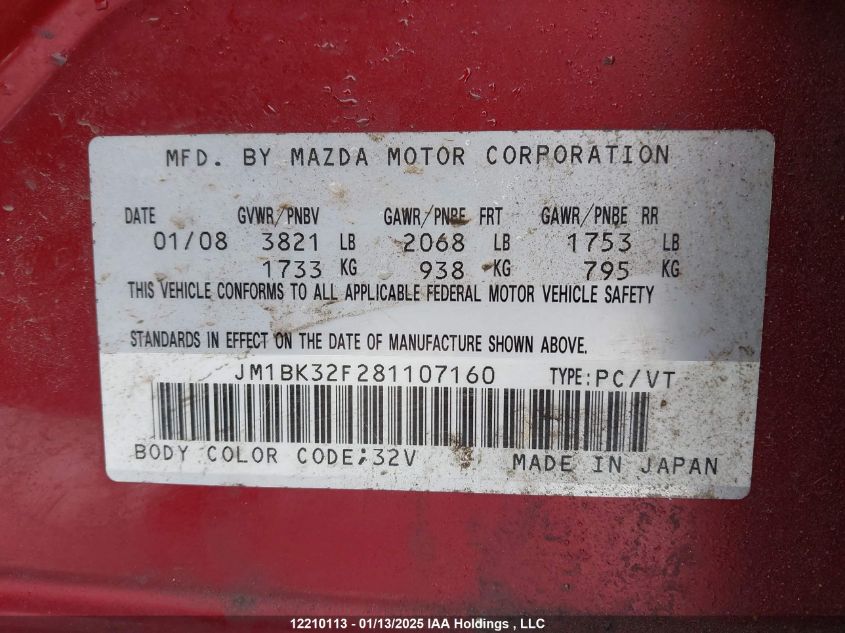 MFD. BY MAZDA MOTOR CORPORATION
DATE GVWR/PNBV GAWR/PNBE FRT GAWR/PNBE RR
01/08 3821 LB 2068 LB 1753 LB
1733 KG 938 KG 795 KG
THIS VEHICLE CONFORMS TO ALL APPLICABLE FEDERAL MOTOR VEHICLE SAFETY
STANDARDS IN EFFECT ON THE DATE OF MANUFACTURE SHOWN ABOVE.
JM1BK32F281107160 TYPE:PC/VT
BODY COLOR CODE;32V MADE IN JAPAN
12210113 - 01/13/2025 IAA Holdings , LLC